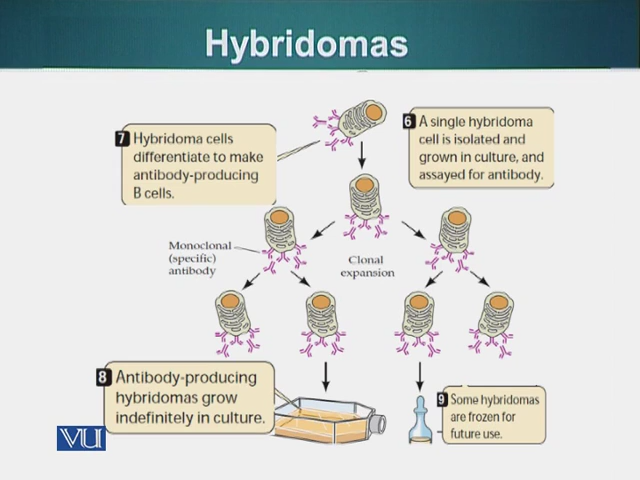 Hybridomas
6 A single hybridoma
cell is isolated and
grown in culture, and
assayed for antibody.
7 Hybridoma cells
differentiate to make
antibody-producing
B cells.
Monoclonal
(specific)
antibody
Clonal
expansion
8 Antibody-producing
hybridomas grow
indefinitely in culture.
9 Some hybridomas
are frozen for
future use.
VU